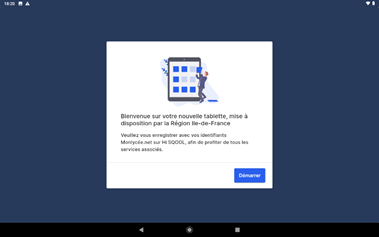 18:28
Bienvenue sur votre nouvelle tablette, mise à
disposition par la Région Ile-de-France
Veuillez vous enregistrer avec vos identifiants
Monlycée.net sur Hi SQOOL, afin de profiter de tous les
services associés.
Démarrer